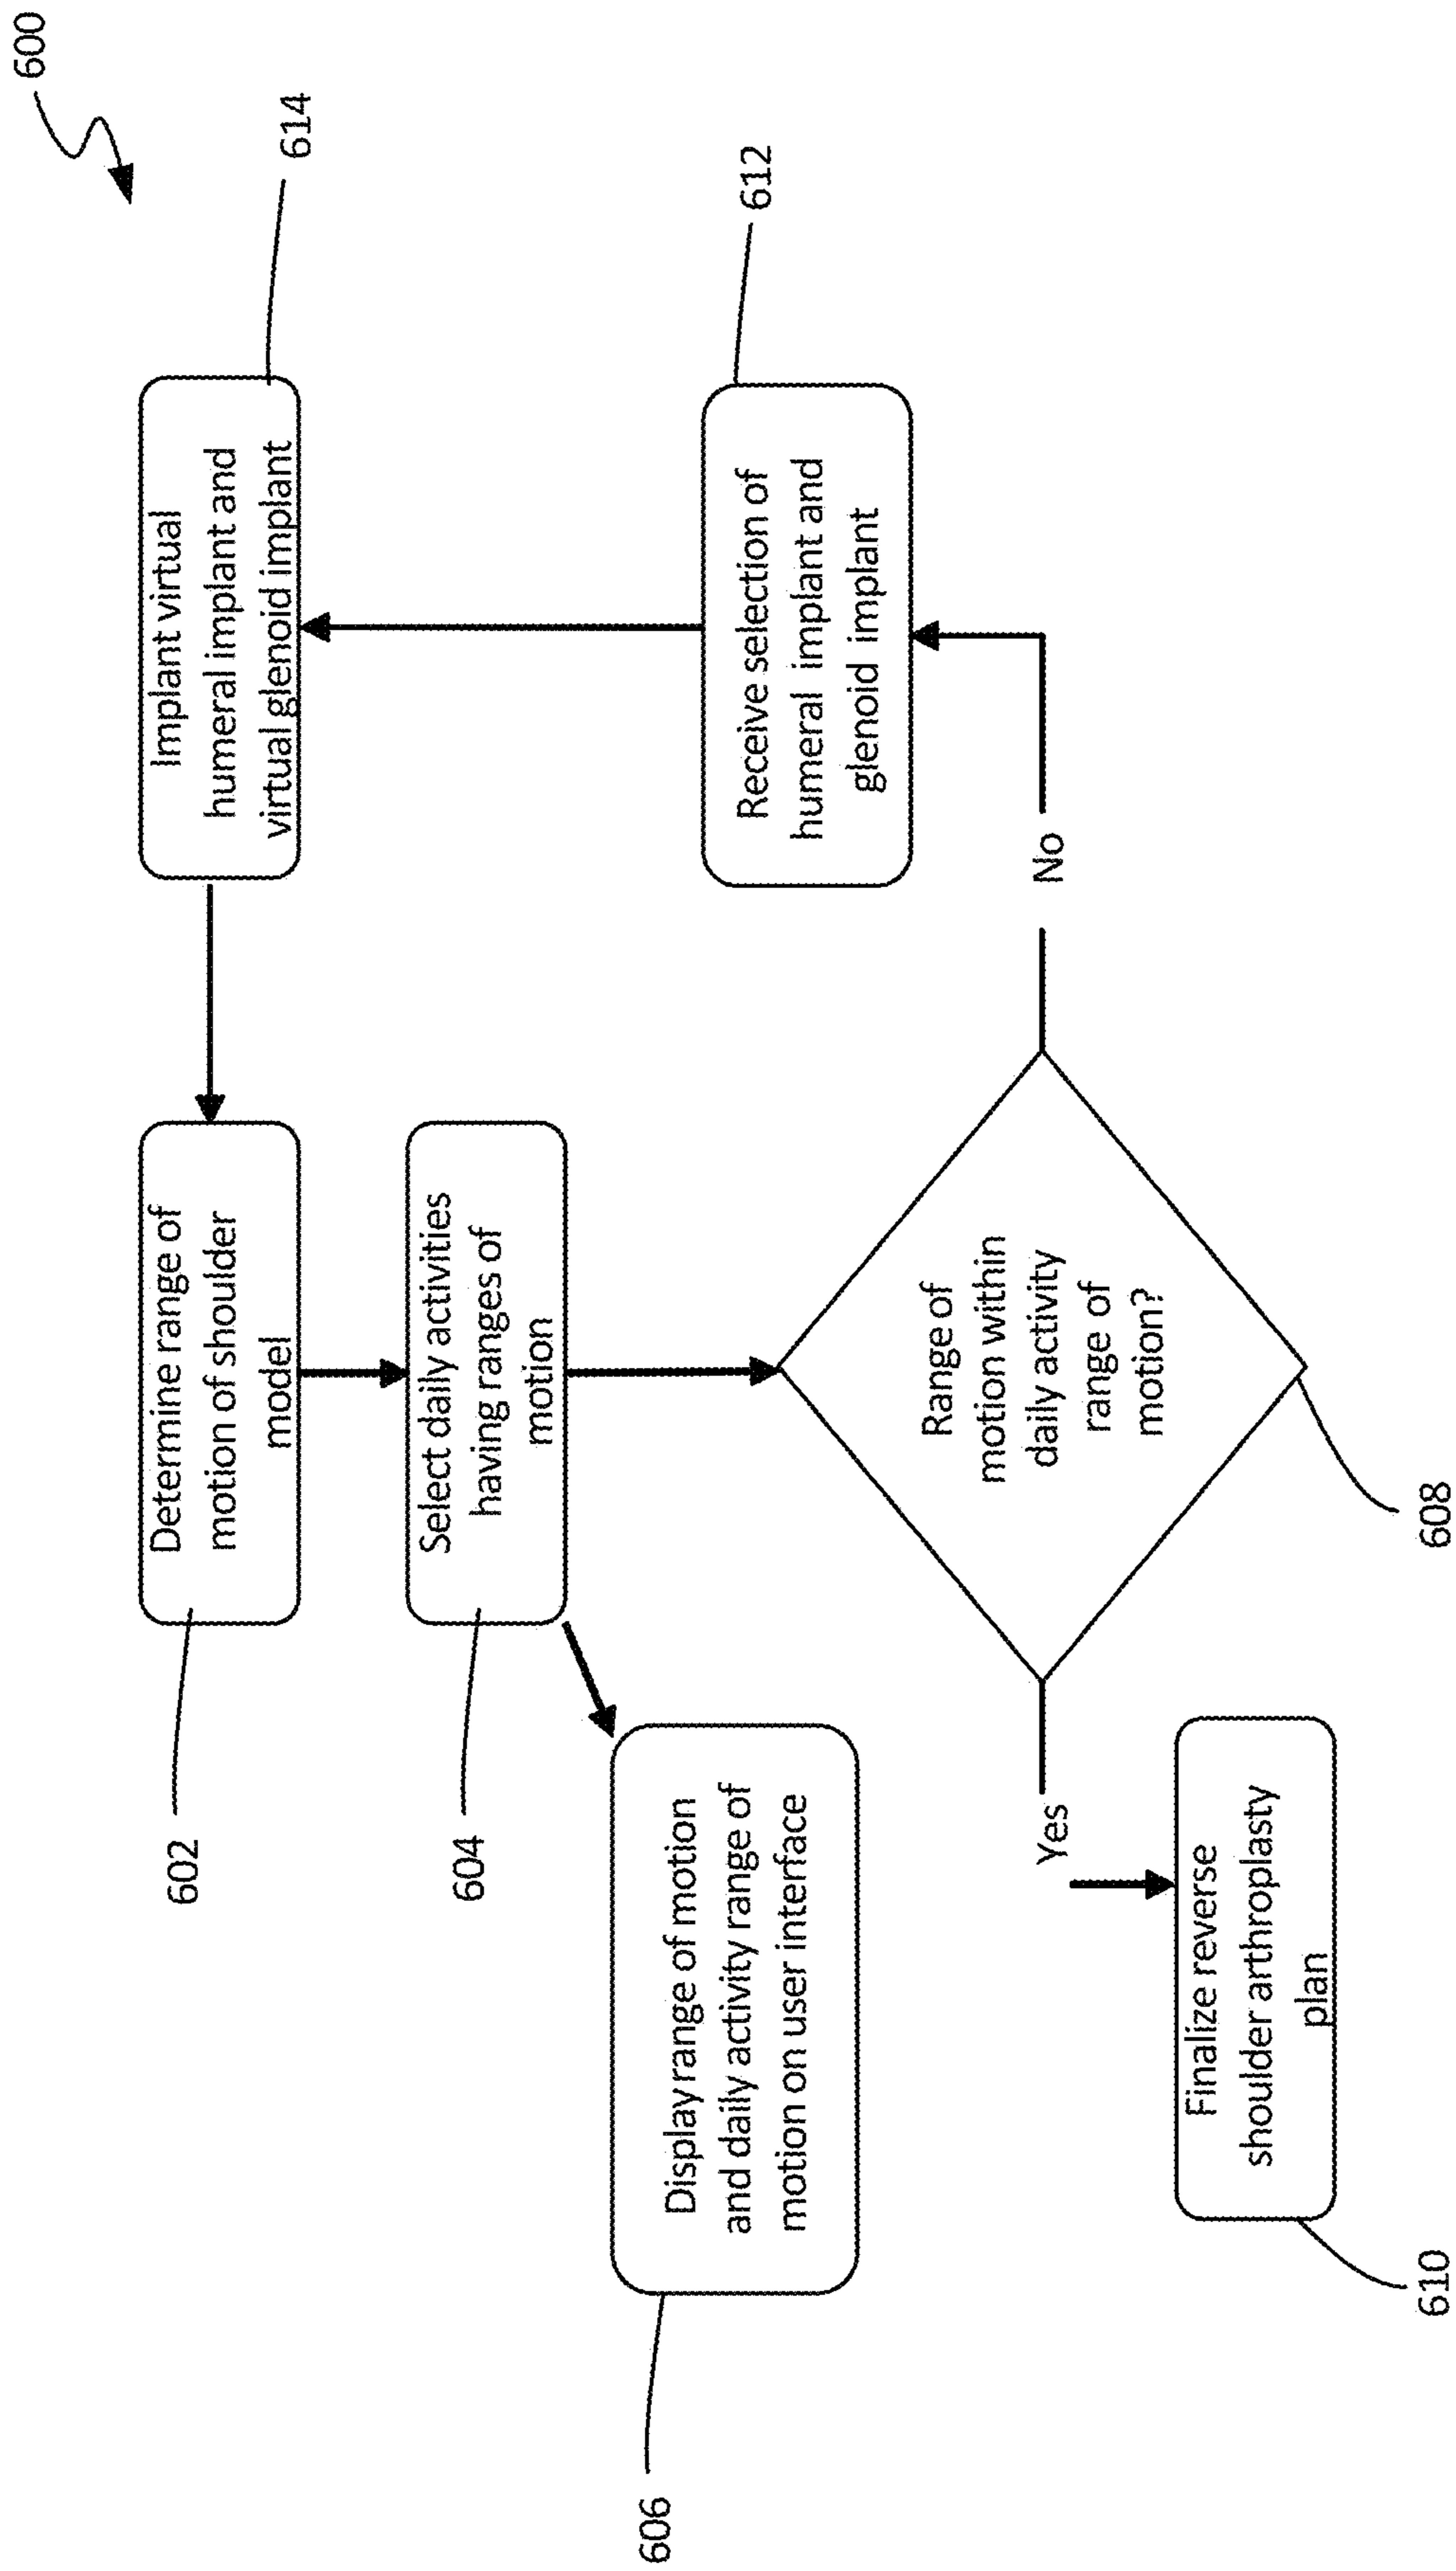 600
602
Determine range of
motion of shoulder
model
614
Implant virtual
humeral implant and
virtual glenoid implant
604
Select daily activities
having ranges of
motion
606
Display range of motion
and daily activity range of
motion on user interface
612
Receive selection of
humeral implant and
glenoid implant
Range of
motion within
daily activity
range of
motion?
608
Yes
No
Finalize reverse
shoulder arthroplasty
plan
610